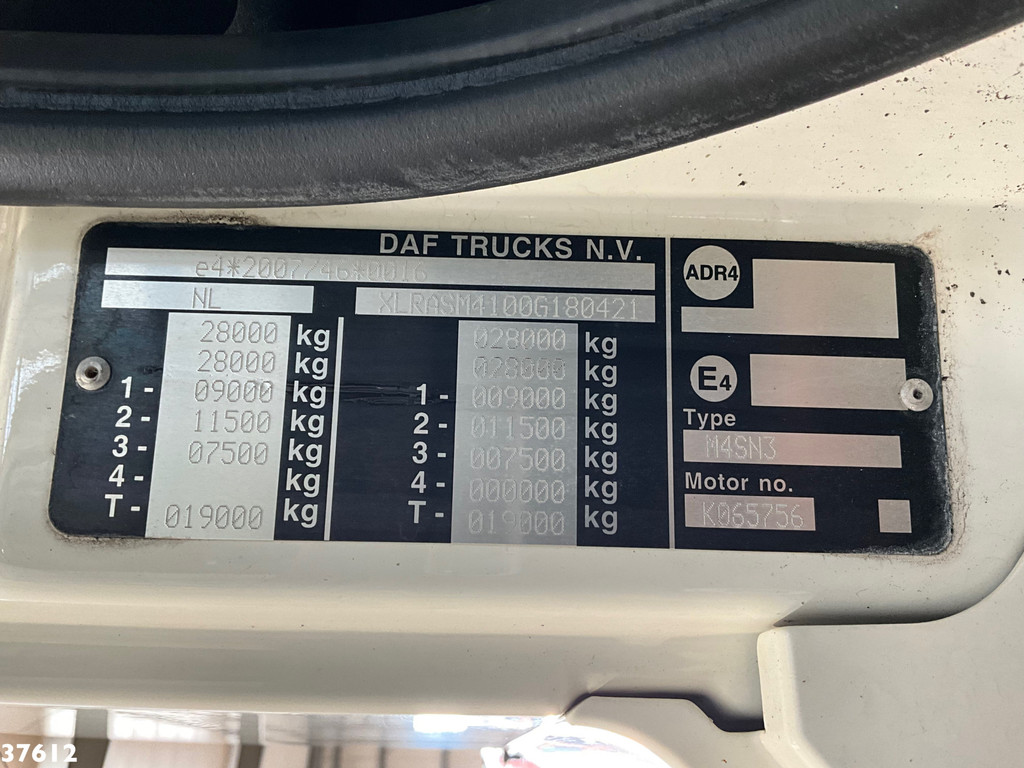 DAF TRUCKS N.V.
e4*2007/46*0016
NL
XLRASM4100G180421
28000 kg
28000 kg
1- 09000 kg
2- 11500 kg
3- 07500 kg
4- kg
T- 019000 kg
028000 kg
028000 kg
1- 009000 kg
2- 011500 kg
3- 007500 kg
4- 000000 kg
T- 019000 kg
ADR4
E4
Type
M4SN3
Motor no.
K065756
37612